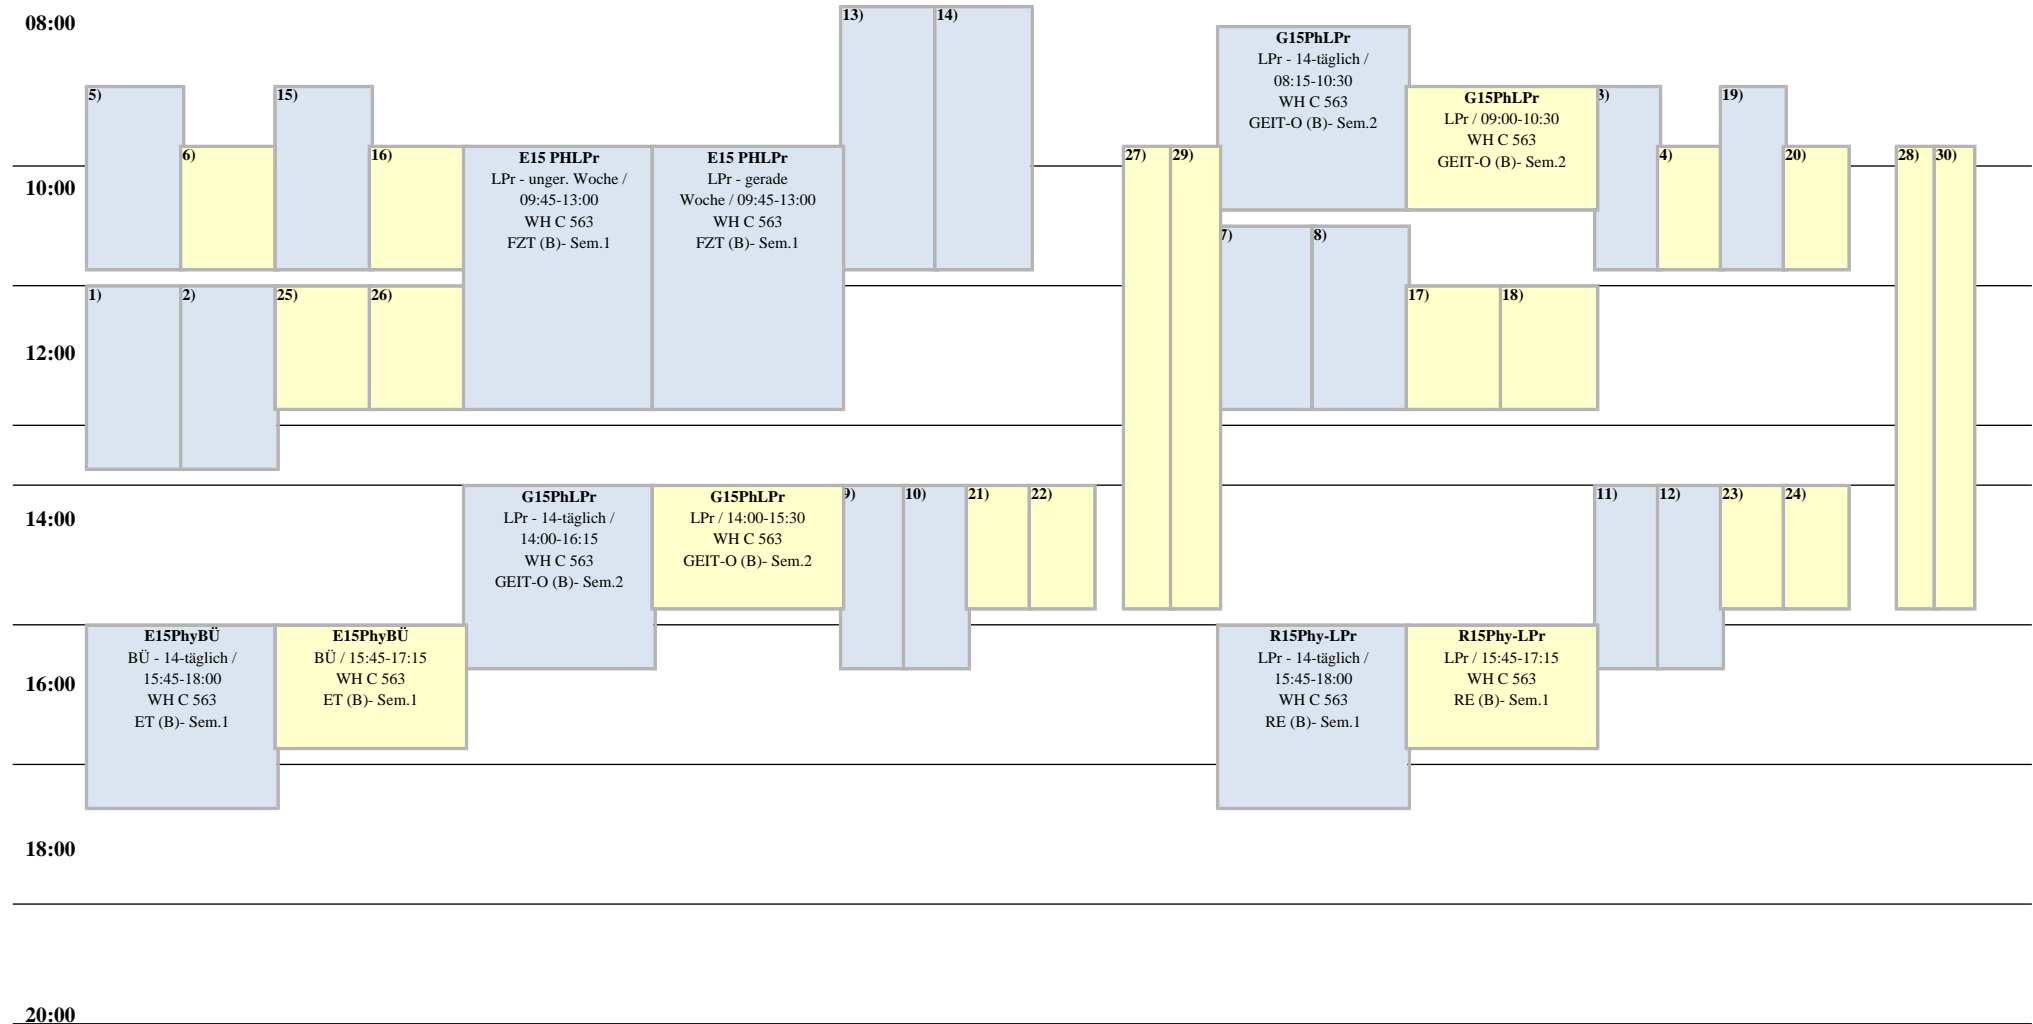 08:00
13)
14)
G15PhLPr
LPr - 14-täglich /
08:15-10:30
WH C 563
GEIT-O (B)- Sem.2
5)
15)
G15PhLPr
LPr / 09:00-10:30
WH C 563
GEIT-O (B)- Sem.2
3)
19)
6)
16)
E15 PHLPr
LPr - unger. Woche /
09:45-13:00
WH C 563
FZT (B)- Sem.1
E15 PHLPr
LPr - gerade
Woche / 09:45-13:00
WH C 563
FZT (B)- Sem.1
27)
29)
4)
20)
28)
30)
10:00
7)
8)
1)
2)
25)
26)
17)
18)
12:00
G15PhLPr
LPr - 14-täglich /
14:00-16:15
WH C 563
GEIT-O (B)- Sem.2
G15PhLPr
LPr / 14:00-15:30
WH C 563
GEIT-O (B)- Sem.2
9)
10)
21)
22)
11)
12)
23)
24)
14:00
E15PhyBÜ
BÜ - 14-täglich /
15:45-18:00
WH C 563
ET (B)- Sem.1
E15PhyBÜ
BÜ / 15:45-17:15
WH C 563
ET (B)- Sem.1
R15Phy-LPr
LPr - 14-täglich /
15:45-18:00
WH C 563
RE (B)- Sem.1
R15Phy-LPr
LPr / 15:45-17:15
WH C 563
RE (B)- Sem.1
16:00
18:00
20:00